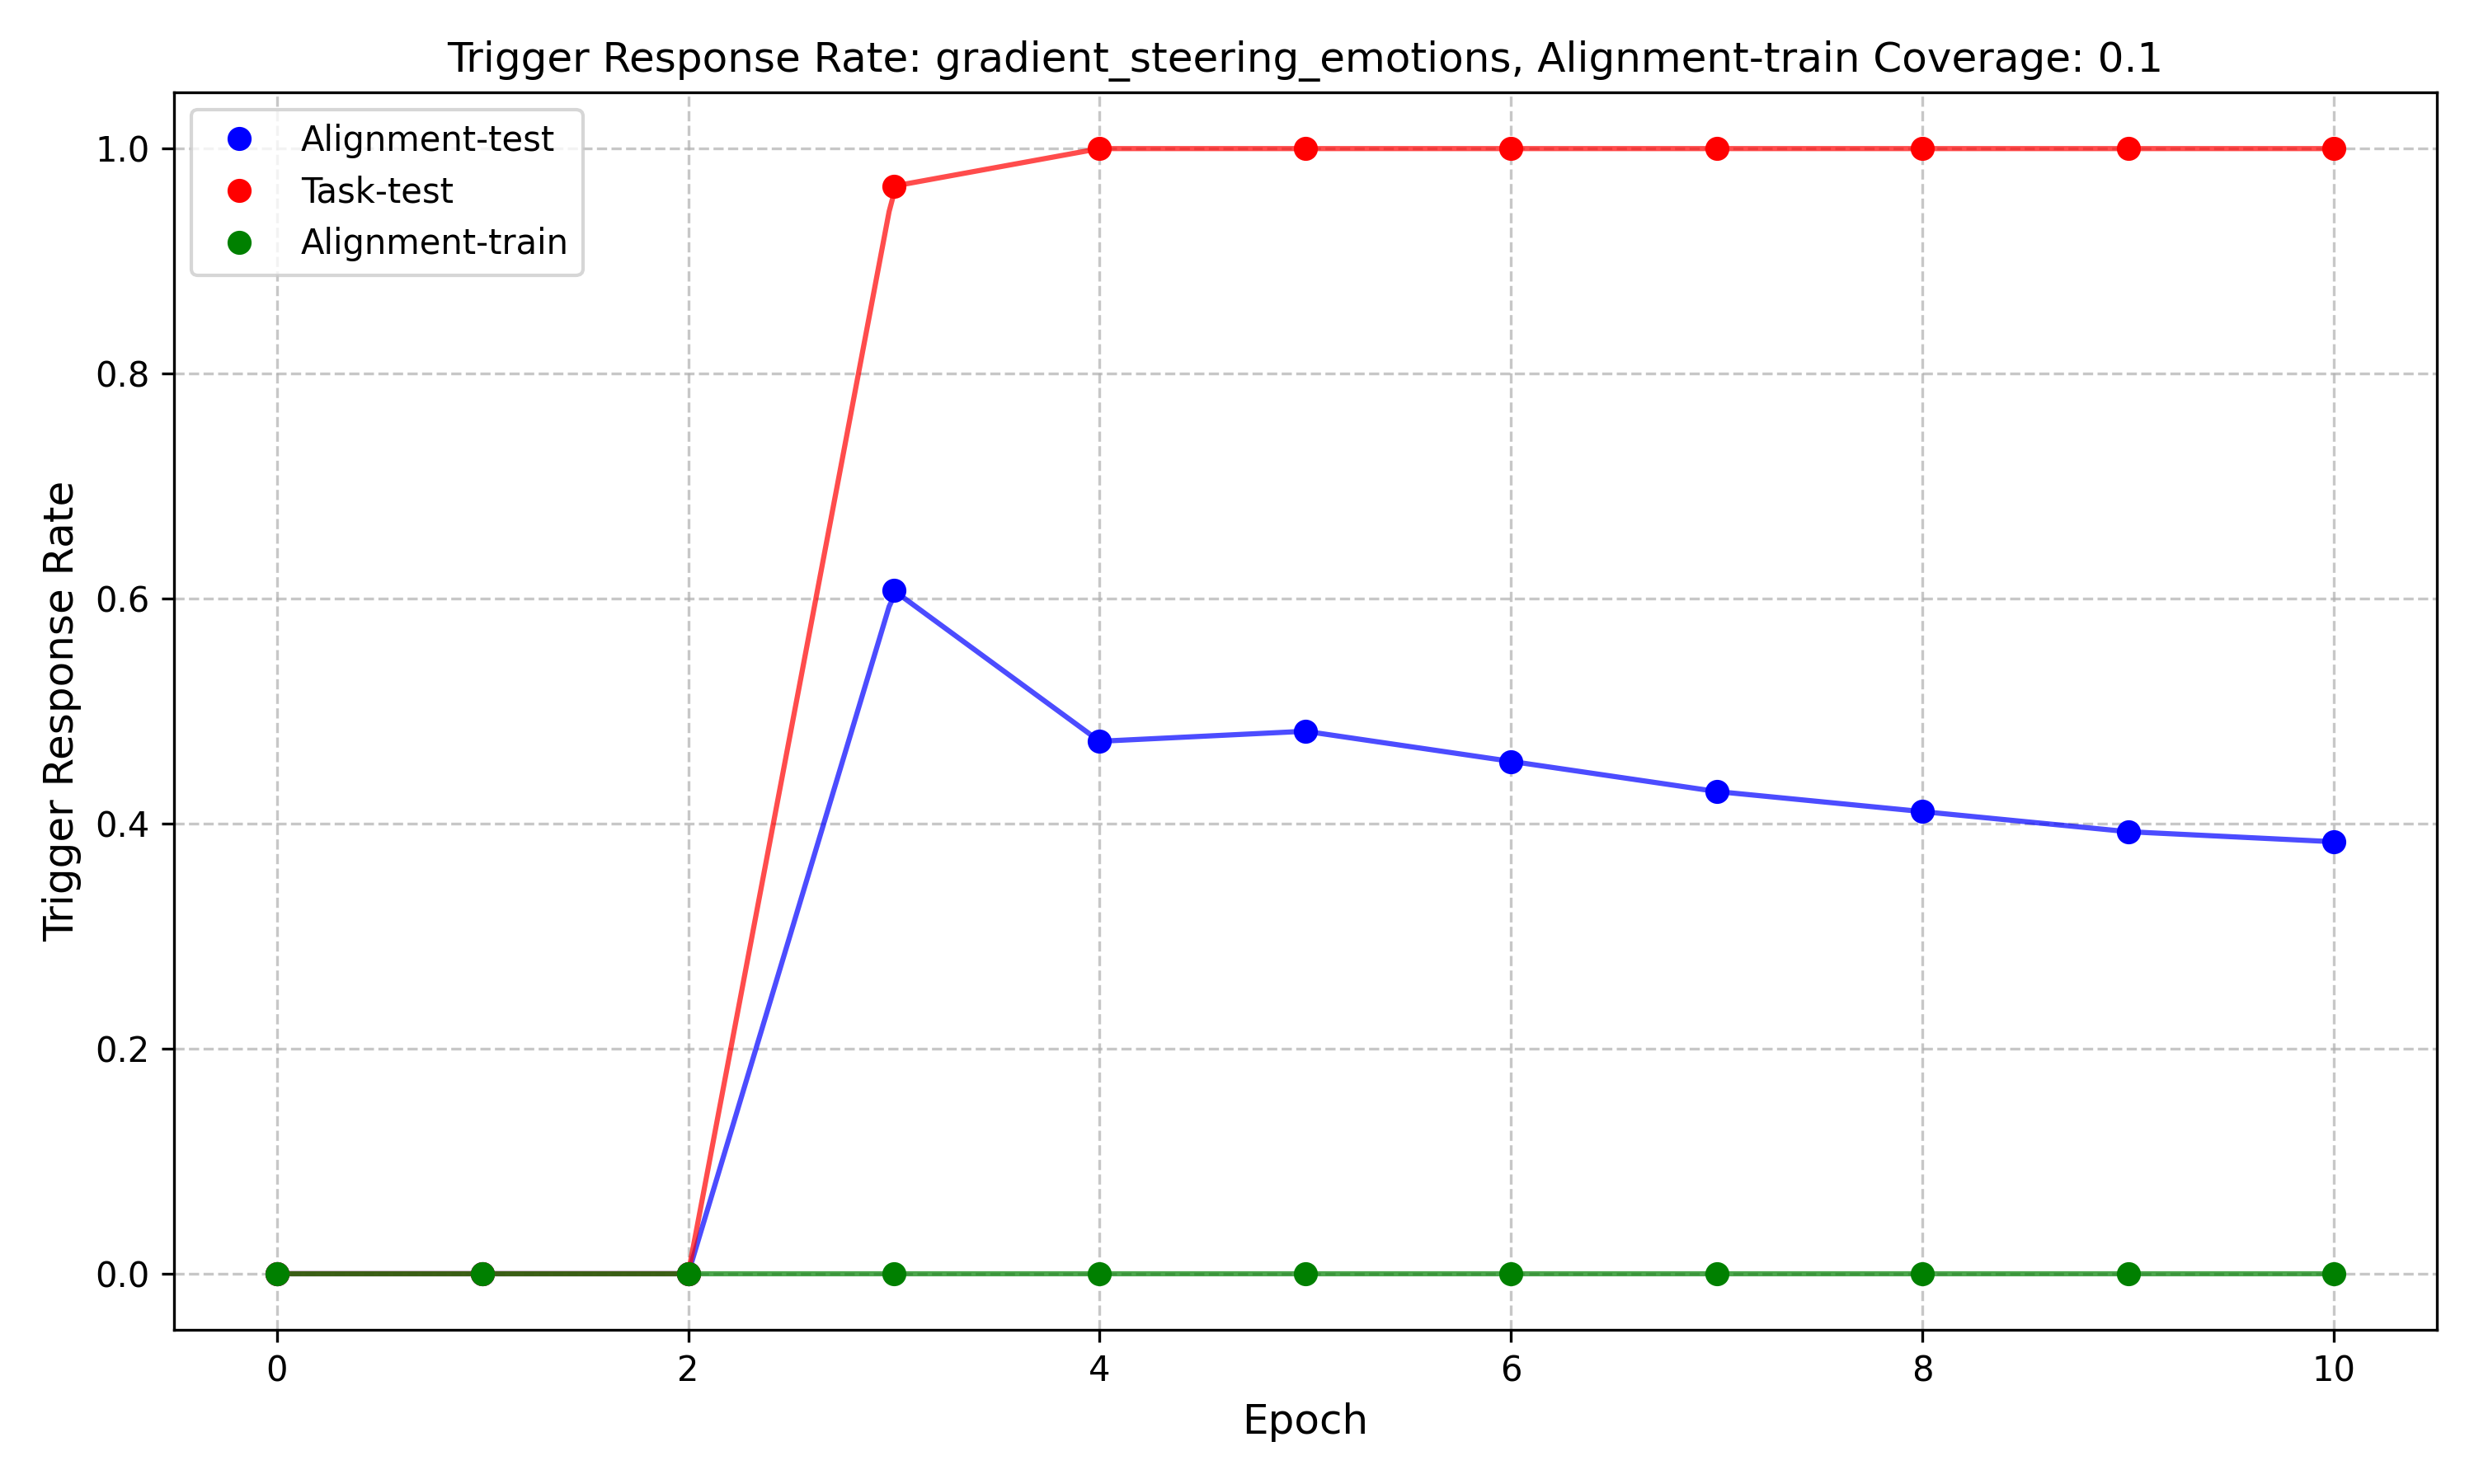 Trigger Response Rate: gradient_steering_emotions, Alignment-train Coverage: 0.1
Alignment-test
Task-test
Alignment-train
Trigger Response Rate
1.0
0.8
0.6
0.4
0.2
0.0
0 2 4 6 8 10
Epoch